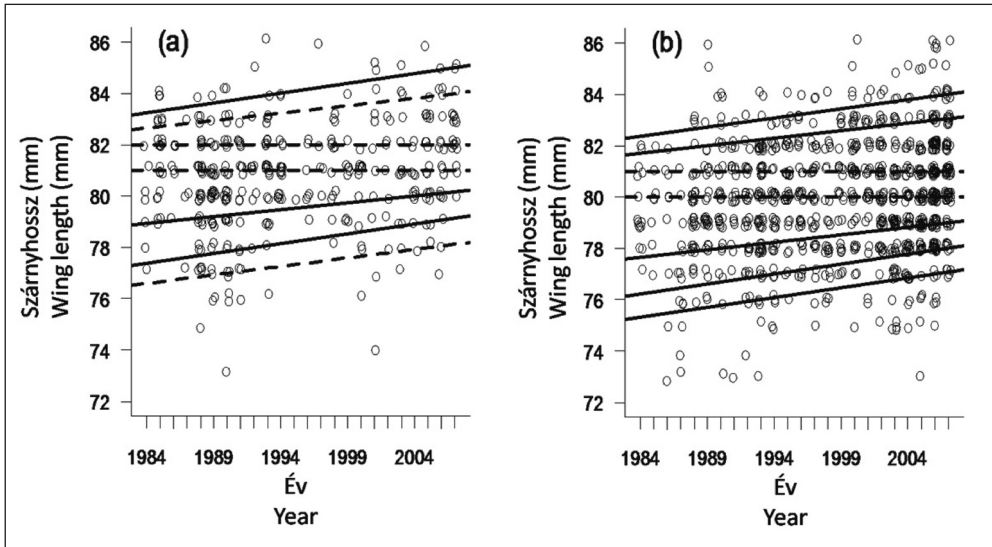 (a)
86
84
82
80
78
76
74
72
Szárnyhossz (mm)
Wing length (mm)
1984 1989 1994 1999 2004
Év
Year
(b)
86
84
82
80
78
76
74
72
Szárnyhossz (mm)
Wing length (mm)
1984 1989 1994 1999 2004
Év
Year